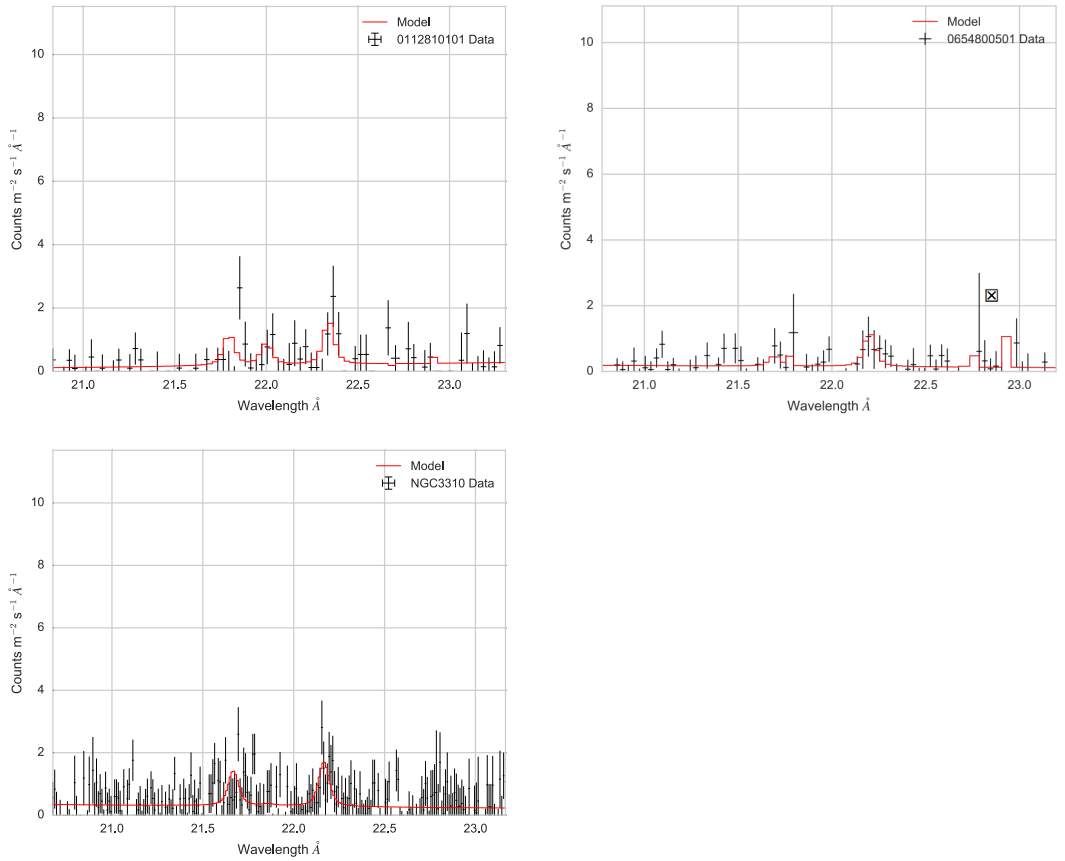 Model
0112810101 Data
10
8
6
4
2
0
Counts m⁻² s⁻¹ Å⁻¹
21.0 21.5 22.0 22.5 23.0
Wavelength Å
Model
0654800501 Data
10
8
6
4
2
0
Counts m⁻² s⁻¹ Å⁻¹
21.0 21.5 22.0 22.5 23.0
Wavelength Å
Model
NGC3310 Data
10
8
6
4
2
0
Counts m⁻² s⁻¹ Å⁻¹
21.0 21.5 22.0 22.5 23.0
Wavelength Å